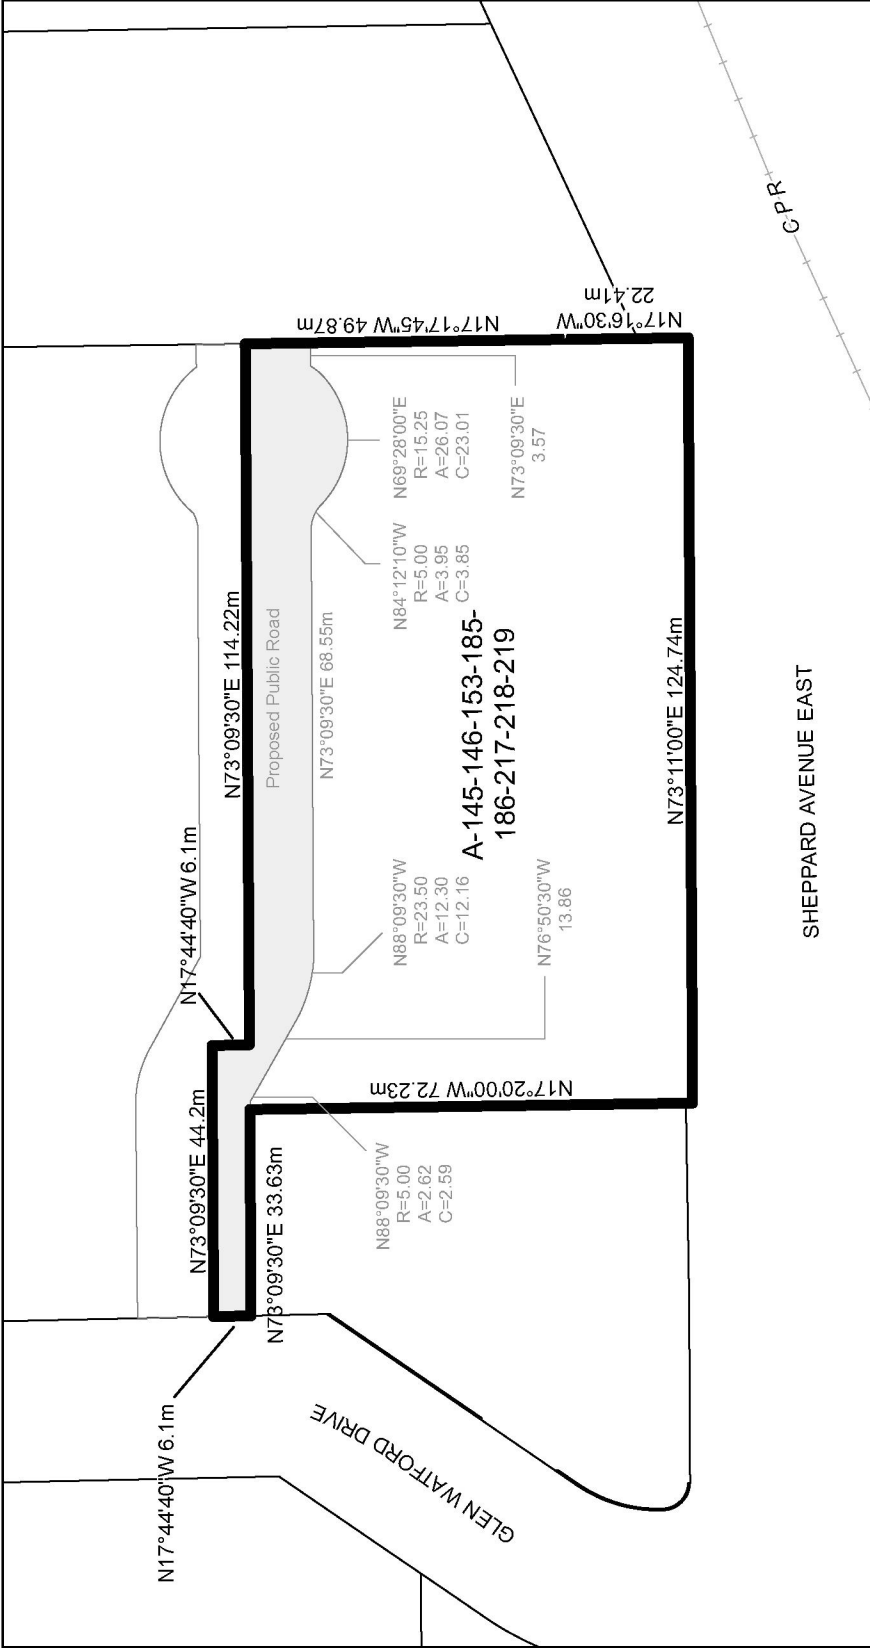 N17°44'40"W 6.1m
N73°09'30"E 44.2m
N17°44'40"W 6.1m
N73°09'30"E 114.22m
N73°09'30"E 33.63m
Proposed Public Road
N73°09'30"E 68.55m
N17°17'45"W 49.87m
N17°16'30"W
22.41m
N88°09'30"W
R=5.00
A=2.62
C=2.59
N17°20'00"W 72.23m
N88°09'30"W
R=23.50
A=12.30
C=12.16
N84°12'10"W
R=5.00
A=3.95
C=3.85
N69°28'00"E
R=15.25
A=26.07
C=23.01
N76°50'30"W
13.86
N73°09'30"E
3.57
A-145-146-153-185-
186-217-218-219
N73°11'00"E 124.74m
GLEN WATFORD DRIVE
SHEPPARD AVENUE EAST
CPR